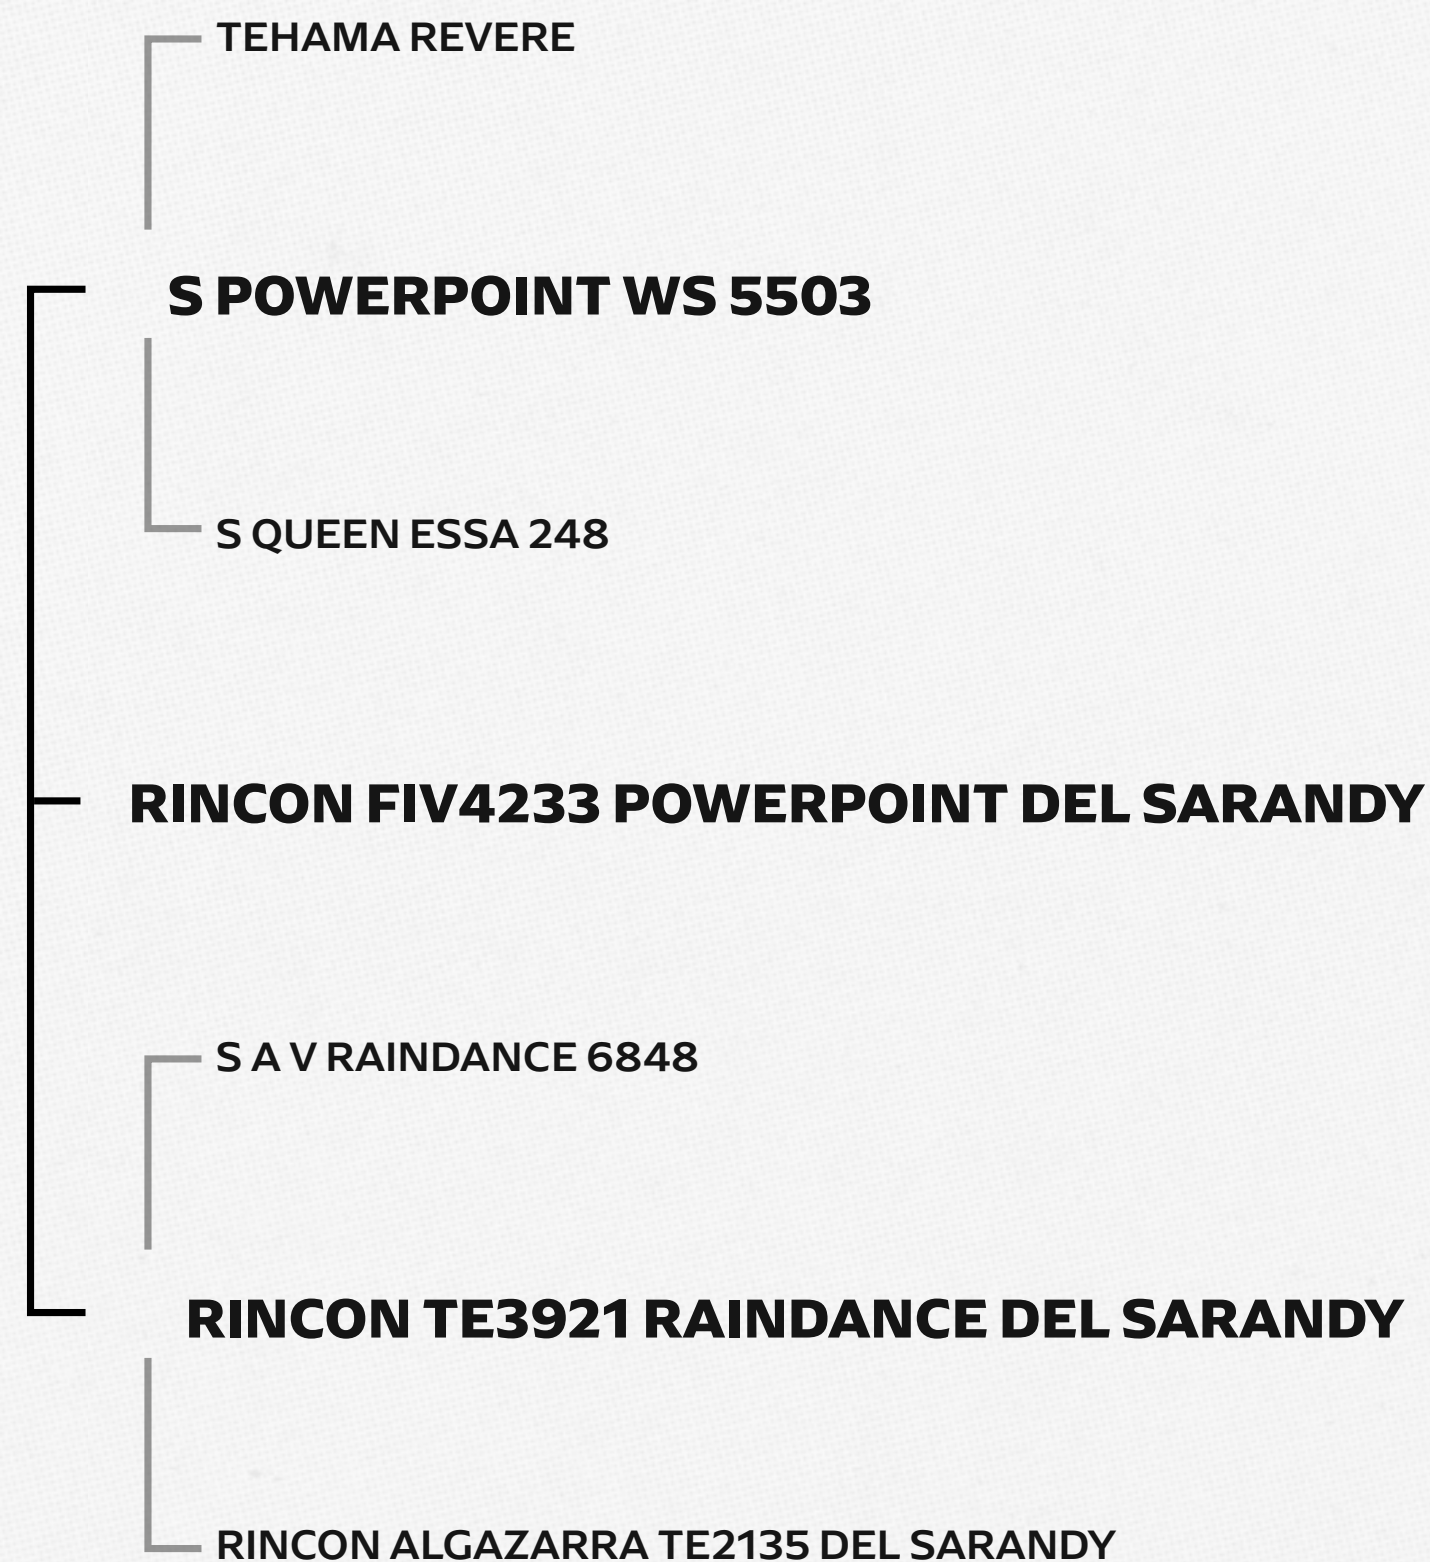 TEHAMA REVERE
S POWERPOINT WS 5503
S QUEEN ESSA 248
RINCON FIV4233 POWERPOINT DEL SARANDY
S A V RAINDANCE 6848
RINCON TE3921 RAINDANCE DEL SARANDY
RINCON ALGAZARRA TE2135 DEL SARANDY